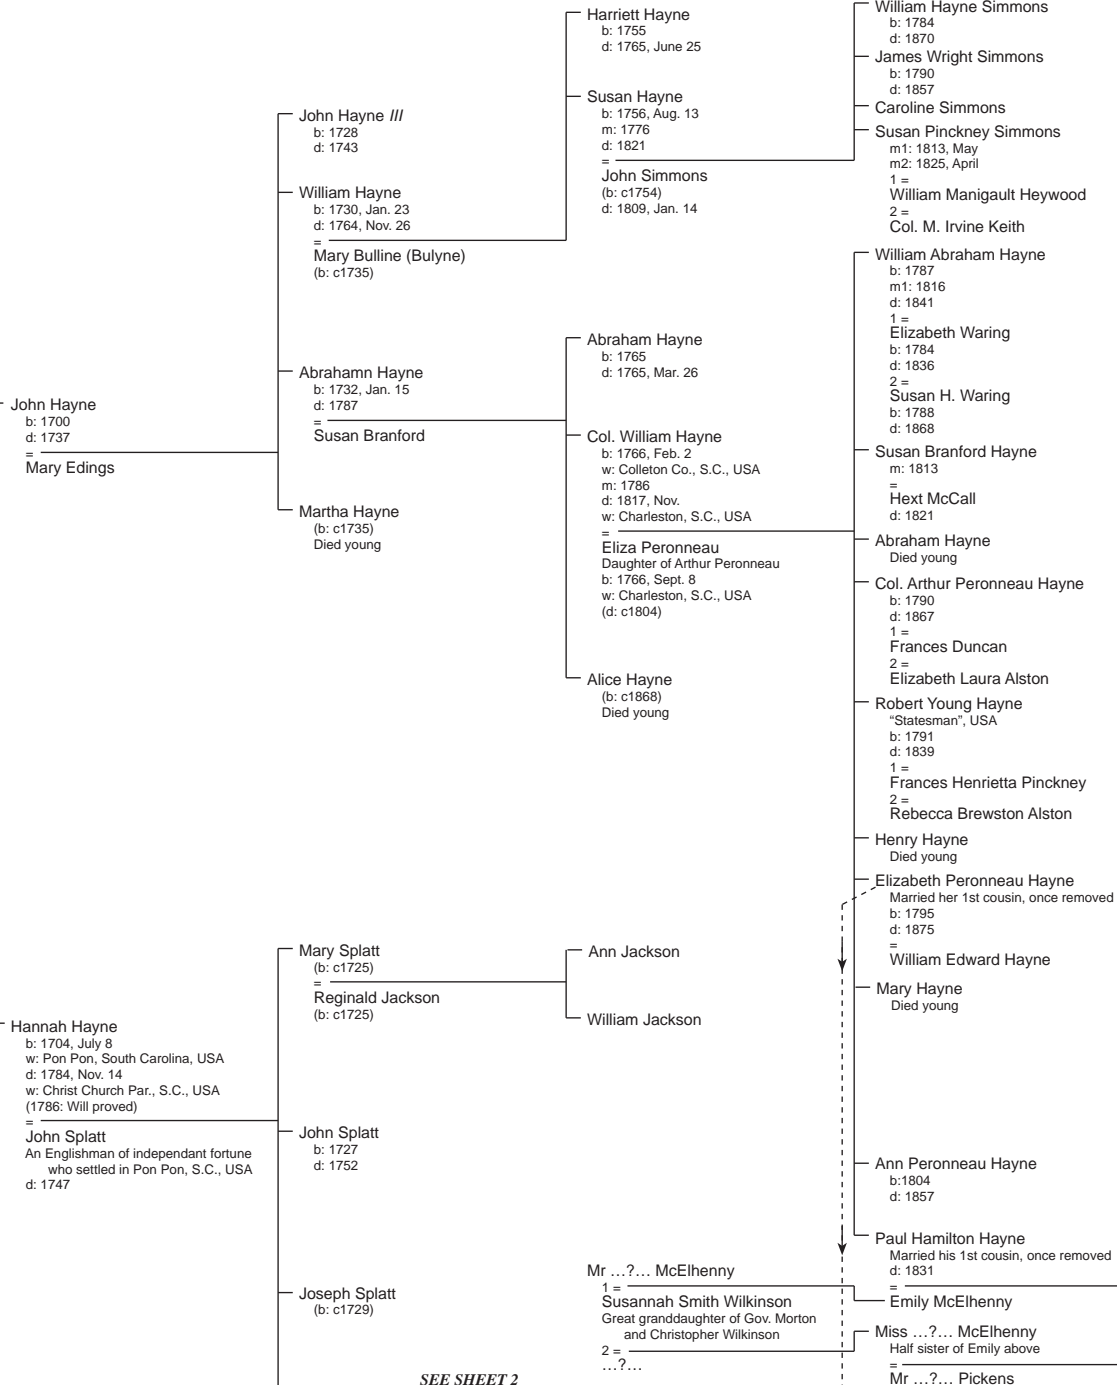 John Hayne
b: 1700
d: 1737
=
Mary Edings
Hannah Hayne
b: 1704, July 8
w: Pon Pon, South Carolina, USA
d: 1784, Nov. 14
w: Christ Church Par., S.C., USA
(1786: Will proved)
=
John Splatt
An Englishman of independant fortune
who settled in Pon Pon, S.C., USA
d: 1747
John Hayne III
b: 1728
d: 1743
William Hayne
b: 1730, Jan. 23
d: 1764, Nov. 26
=
Mary Bulline (Bulyne)
(b: c1735)
Abrahamn Hayne
b: 1732, Jan. 15
d: 1787
=
Susan Branford
Martha Hayne
(b: c1735)
Died young
Mary Splatt
(b: c1725)
=
Reginald Jackson
(b: c1725)
John Splatt
b: 1727
d: 1752
Joseph Splatt
(b: c1729)
SEE SHEET 2
Harriett Hayne
b: 1755
d: 1765, June 25
Susan Hayne
b: 1756, Aug. 13
m: 1776
d: 1821
=
John Simmons
(b: c1754)
d: 1809, Jan. 14
Abraham Hayne
b: 1765
d: 1765, Mar. 26
Col. William Hayne
b: 1766, Feb. 2
w: Colleton Co., S.C., USA
m: 1786
d: 1817, Nov.
w: Charleston, S.C., USA
=
Eliza Peronneau
Daughter of Arthur Peronneau
b: 1766, Sept. 8
w: Charleston, S.C., USA
(d: c1804)
Alice Hayne
(b: c1868)
Died young
Ann Jackson
William Jackson
Mr …?… McElhenny
1 =
Susannah Smith Wilkinson
Great granddaughter of Gov. Morton
and Christopher Wilkinson
2 =
…?…
William Hayne Simmons
b: 1784
d: 1870
James Wright Simmons
b: 1790
d: 1857
Caroline Simmons
Susan Pinckney Simmons
m1: 1813, May
m2: 1825, April
1 =
William Manigault Heywood
2 =
Col. M. Irvine Keith
William Abraham Hayne
b: 1787
m1: 1816
d: 1841
1 =
Elizabeth Waring
b: 1784
d: 1836
2 =
Susan H. Waring
b: 1788
d: 1868
Susan Branford Hayne
m: 1813
=
Hext McCall
d: 1821
Abraham Hayne
Died young
Col. Arthur Peronneau Hayne
b: 1790
d: 1867
1 =
Frances Duncan
2 =
Elizabeth Laura Alston
Robert Young Hayne
“Statesman”, USA
b: 1791
d: 1839
1 =
Frances Henrietta Pinckney
2 =
Rebecca Brewston Alston
Henry Hayne
Died young
Elizabeth Peronneau Hayne
Married her 1st cousin, once removed
b: 1795
d: 1875
=
William Edward Hayne
Mary Hayne
Died young
Ann Peronneau Hayne
b:1804
d: 1857
Paul Hamilton Hayne
Married his 1st cousin, once removed
d: 1831
=
Emily McElhenny
Miss …?… McElhenny
Half sister of Emily above
=
Mr …?… Pickens